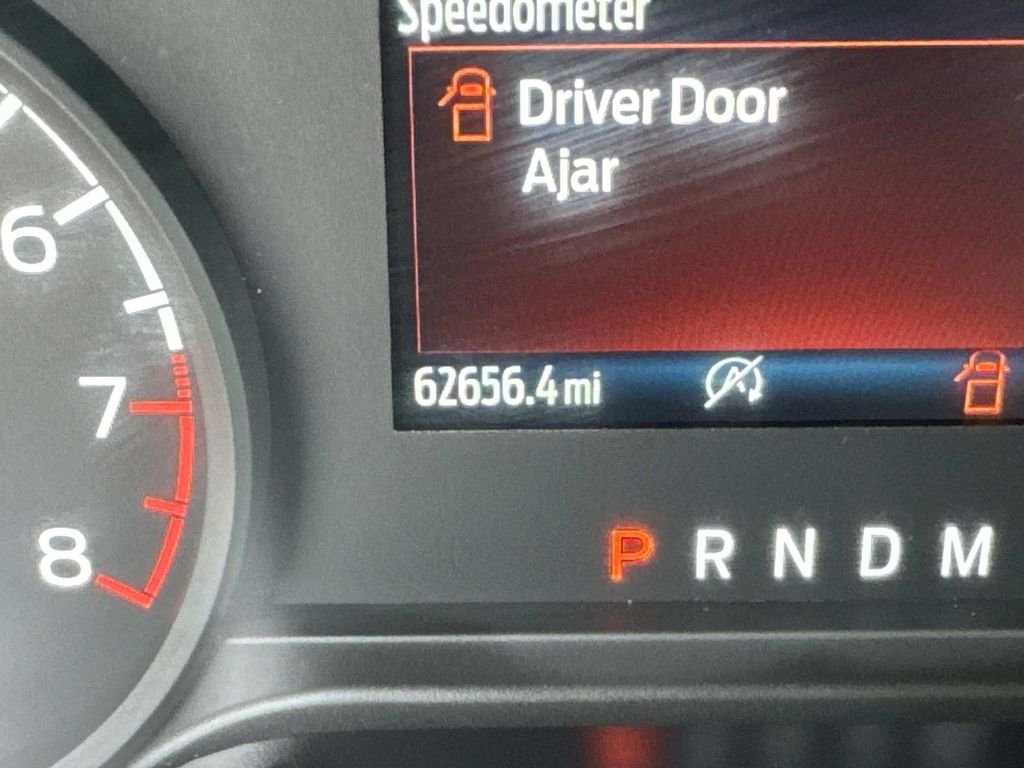 Speedometer
Driver Door
Ajar
62656.4 mi
6
7
8
P R N D M